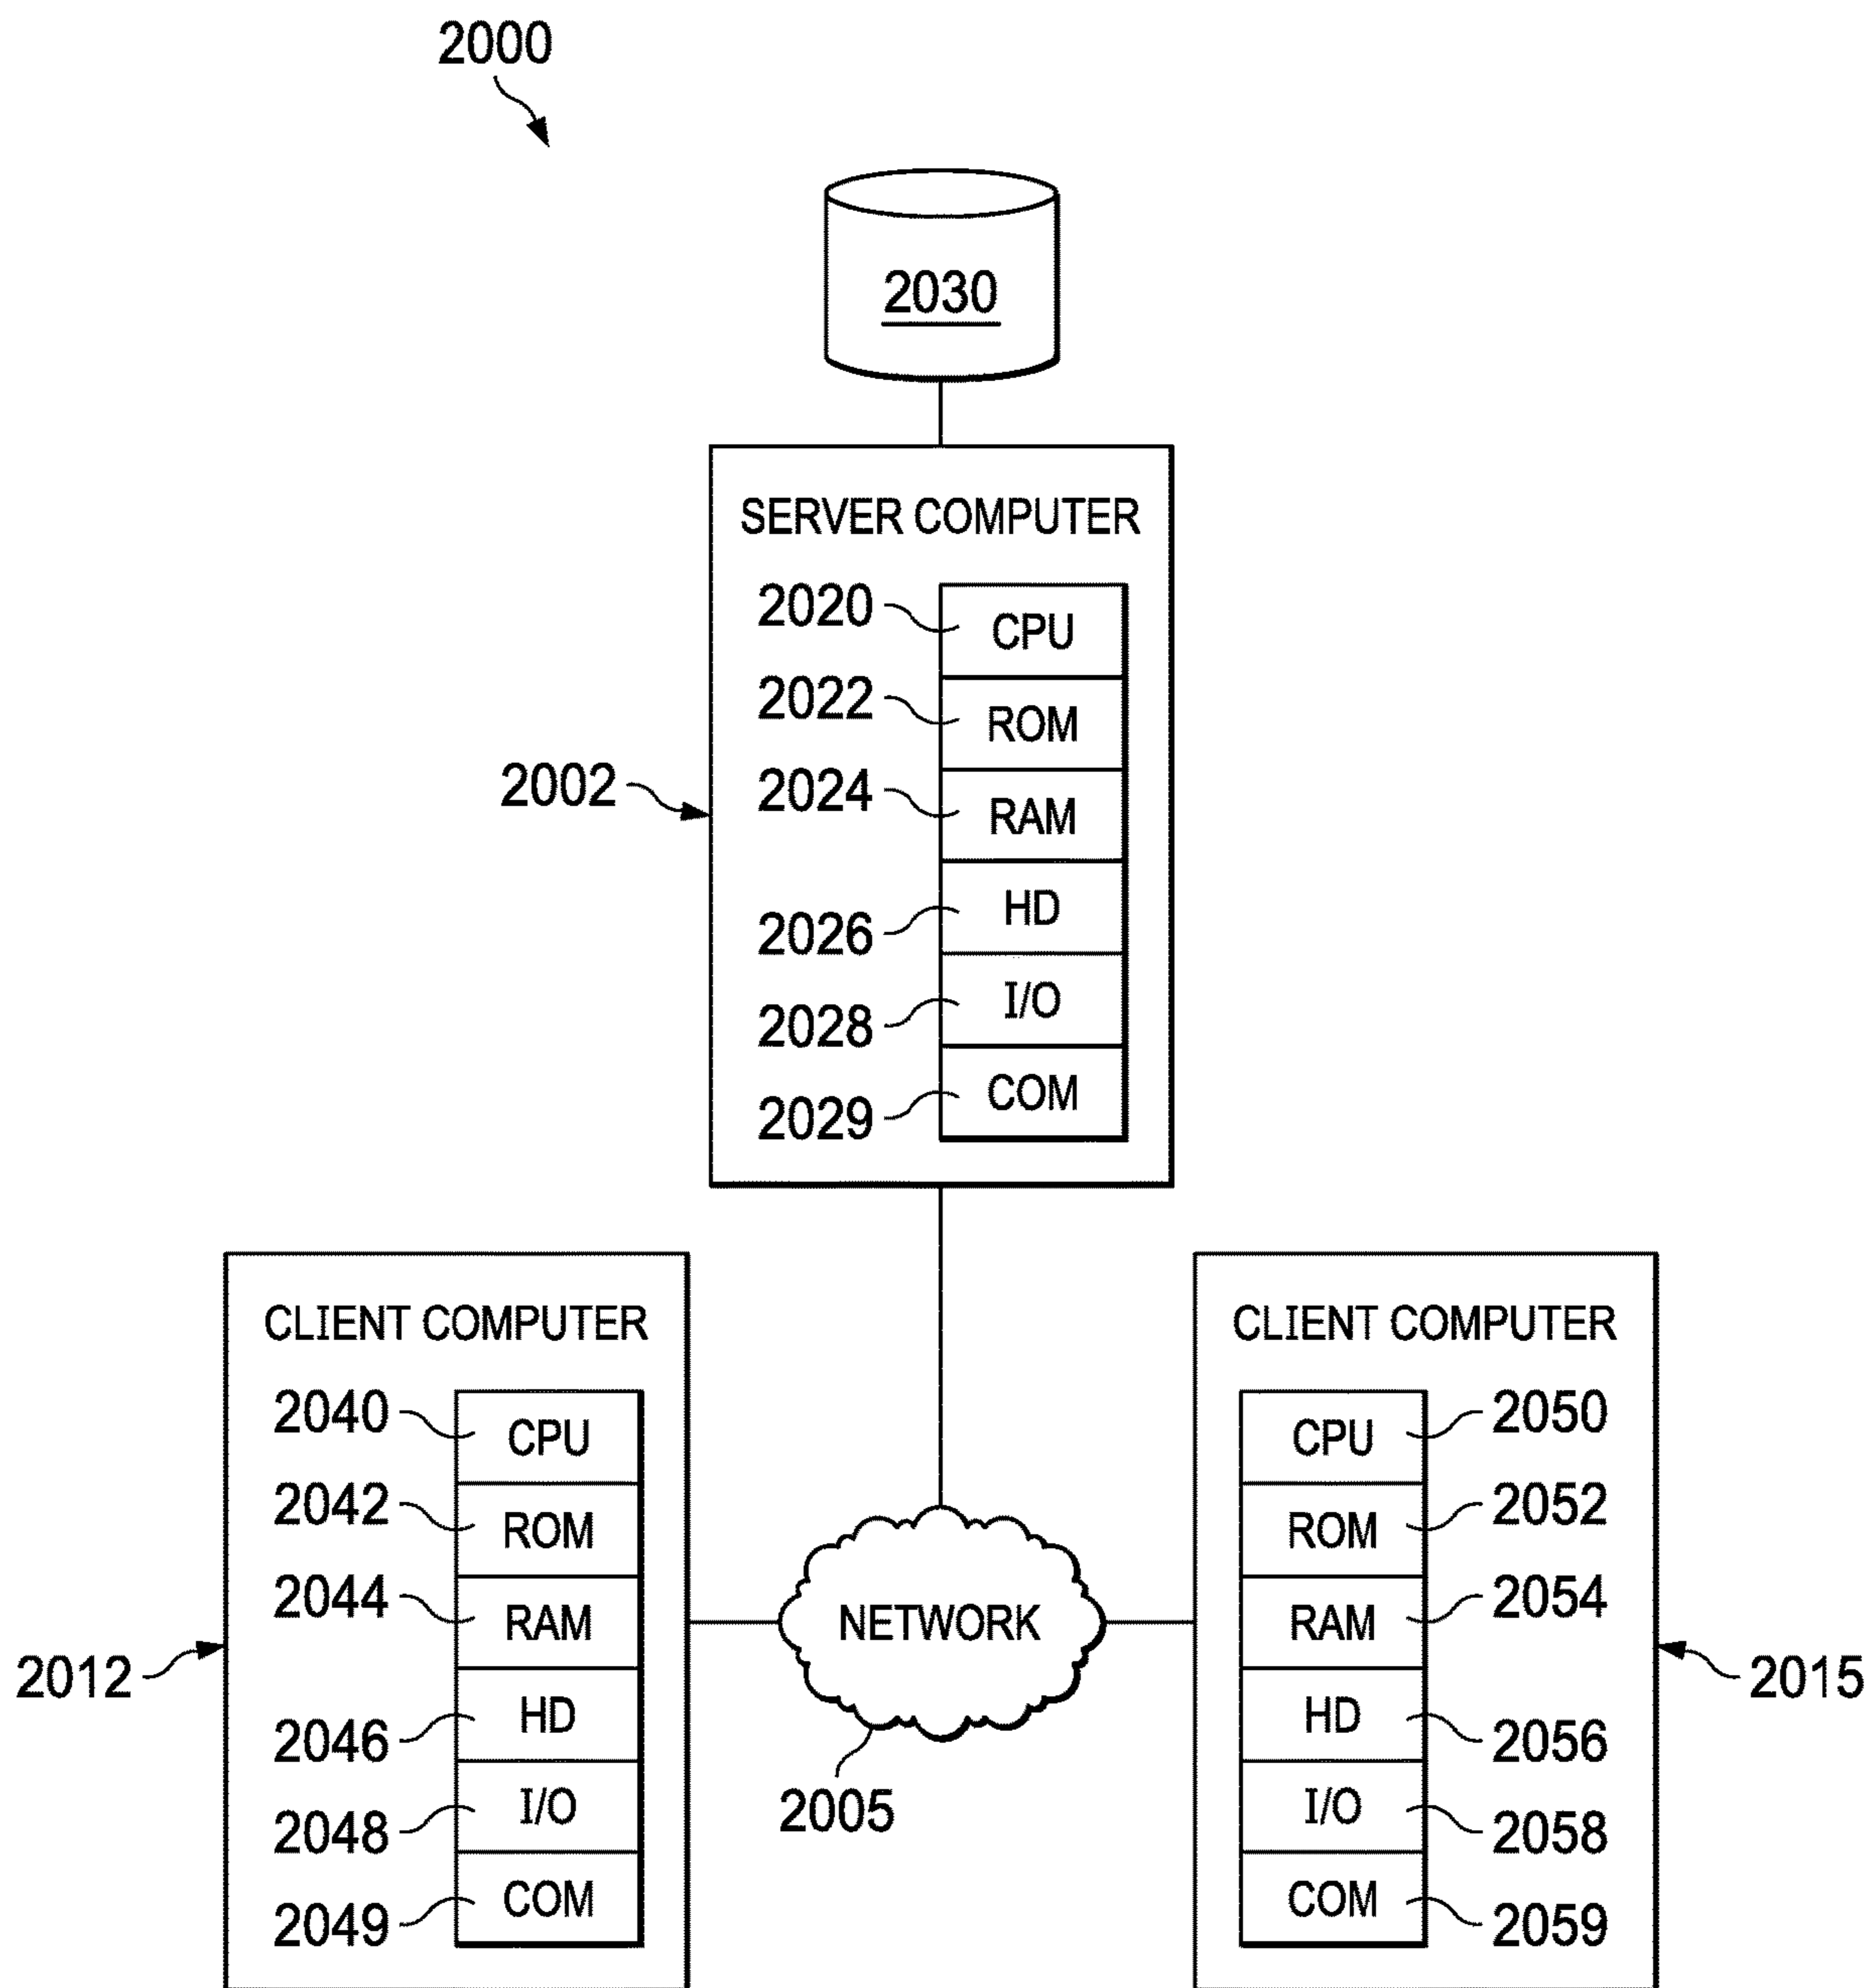 2000
2030
SERVER COMPUTER
2020 CPU
2022 ROM
2002
2024 RAM
2026 HD
2028 I/O
2029 COM
CLIENT COMPUTER
2040 CPU
2042 ROM
2044 RAM
2012
2046 HD
2048 I/O
2049 COM
NETWORK
2005
CLIENT COMPUTER
CPU 2050
ROM 2052
RAM 2054
2015
HD 2056
I/O 2058
COM 2059